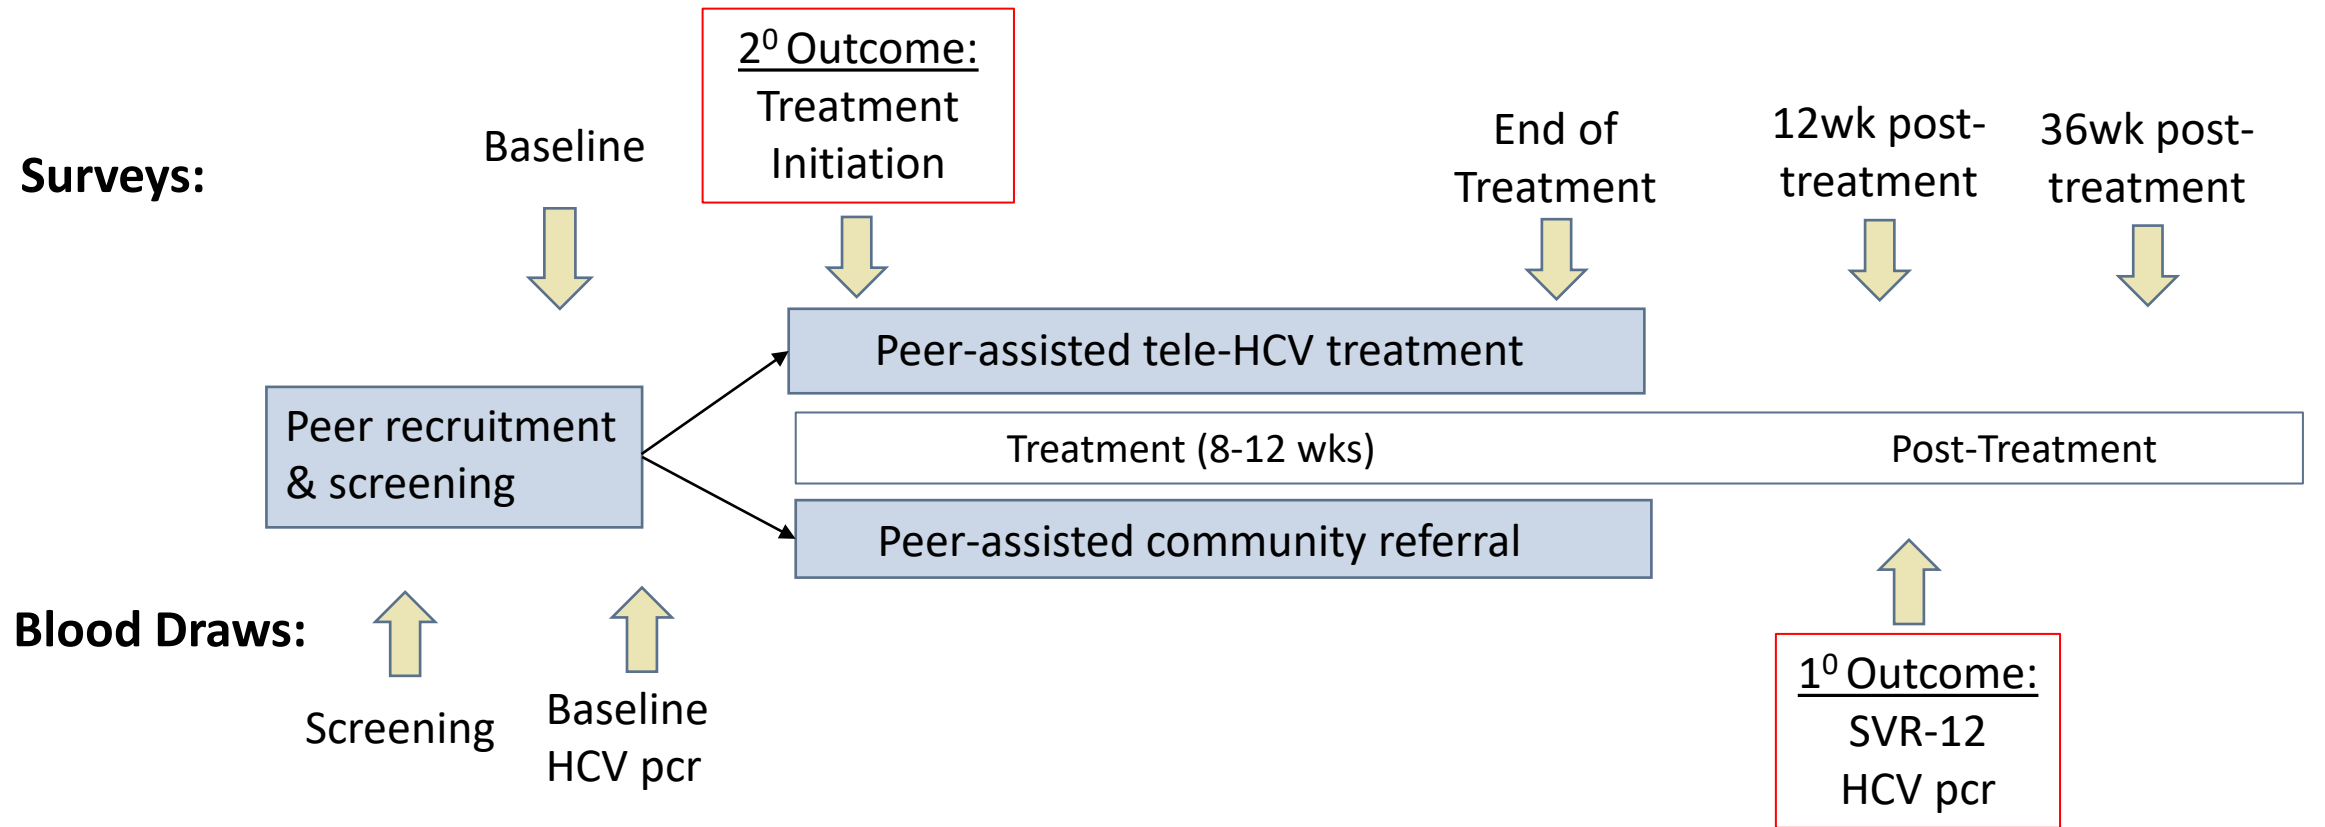 Surveys:
Baseline
2⁰ Outcome:
Treatment
Initiation
End of
Treatment
12wk post-
treatment
36wk post-
treatment
Peer recruitment
& screening
Peer-assisted tele-HCV treatment
Treatment (8-12 wks)
Post-Treatment
Peer-assisted community referral
Blood Draws:
Screening
Baseline
HCV pcr
1⁰ Outcome:
SVR-12
HCV pcr